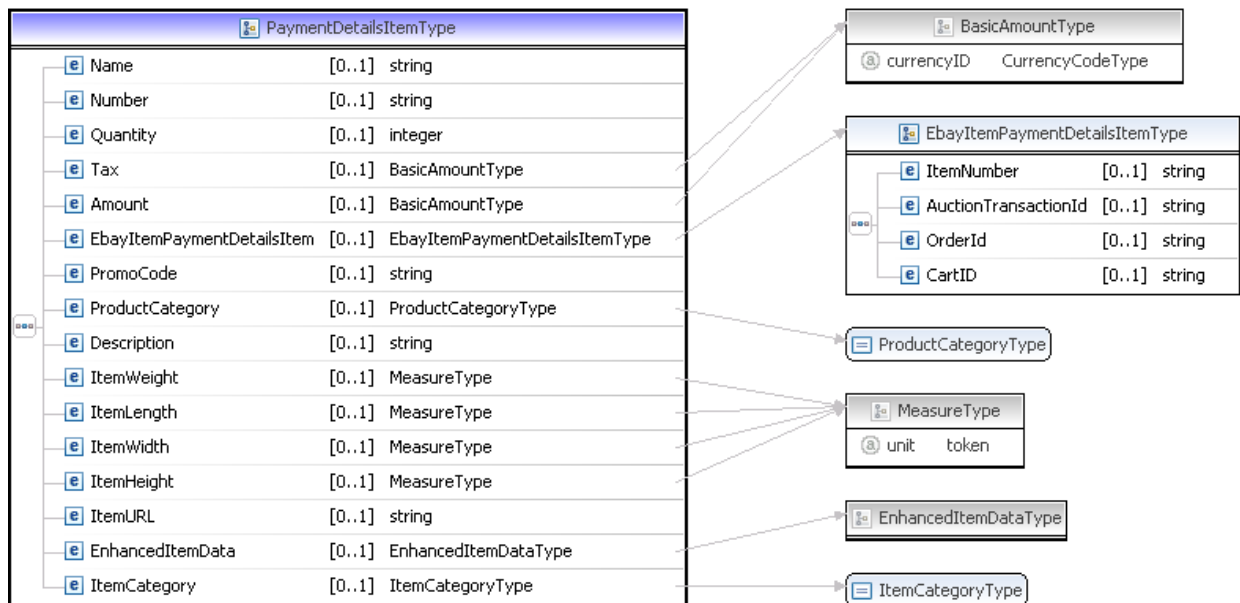 PaymentDetailsItemType
e Name [0..1] string
e Number [0..1] string
e Quantity [0..1] integer
e Tax [0..1] BasicAmountType
e Amount [0..1] BasicAmountType
e EbayItemPaymentDetailsItem [0..1] EbayItemPaymentDetailsItemType
e PromoCode [0..1] string
e ProductCategory [0..1] ProductCategoryType
e Description [0..1] string
e ItemWeight [0..1] MeasureType
e ItemLength [0..1] MeasureType
e ItemWidth [0..1] MeasureType
e ItemHeight [0..1] MeasureType
e ItemURL [0..1] string
e EnhancedItemData [0..1] EnhancedItemDataType
e ItemCategory [0..1] ItemCategoryType
BasicAmountType
a currencyID CurrencyCodeType
EbayItemPaymentDetailsItemType
e ItemNumber [0..1] string
e AuctionTransactionId [0..1] string
e OrderId [0..1] string
e CartID [0..1] string
ProductCategoryType
MeasureType
a unit token
EnhancedItemDataType
ItemCategoryType